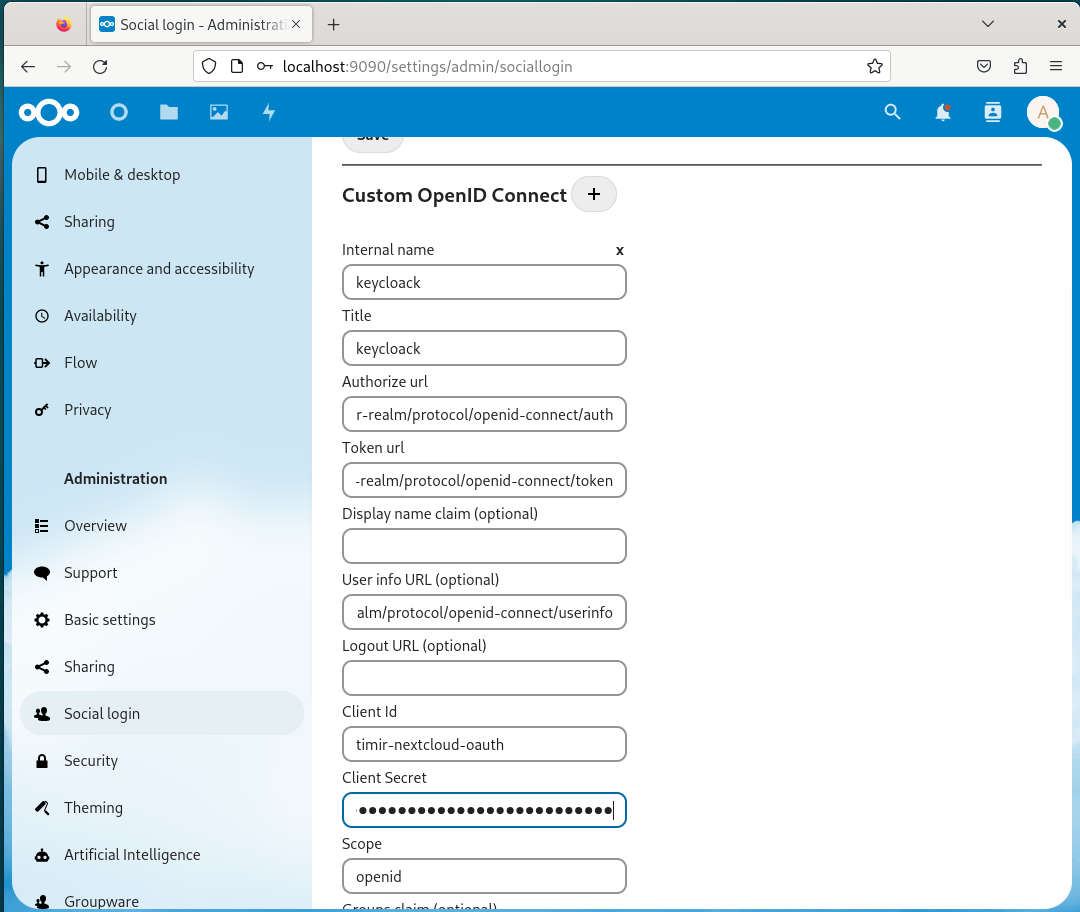 Social login - Administrati
localhost:9090/settings/admin/sociallogin
A
Mobile & desktop
Sharing
Appearance and accessibility
Availability
Flow
Privacy
Administration
Overview
Support
Basic settings
Sharing
Social login
Security
Theming
Artificial Intelligence
Groupware
Save
Custom OpenID Connect +
Internal name x
keycloack
Title
keycloack
Authorize url
r-realm/protocol/openid-connect/auth
Token url
-realm/protocol/openid-connect/token
Display name claim (optional)
User info URL (optional)
alm/protocol/openid-connect/userinfo
Logout URL (optional)
Client Id
timir-nextcloud-oauth
Client Secret
Scope
openid
Groups claim (optional)